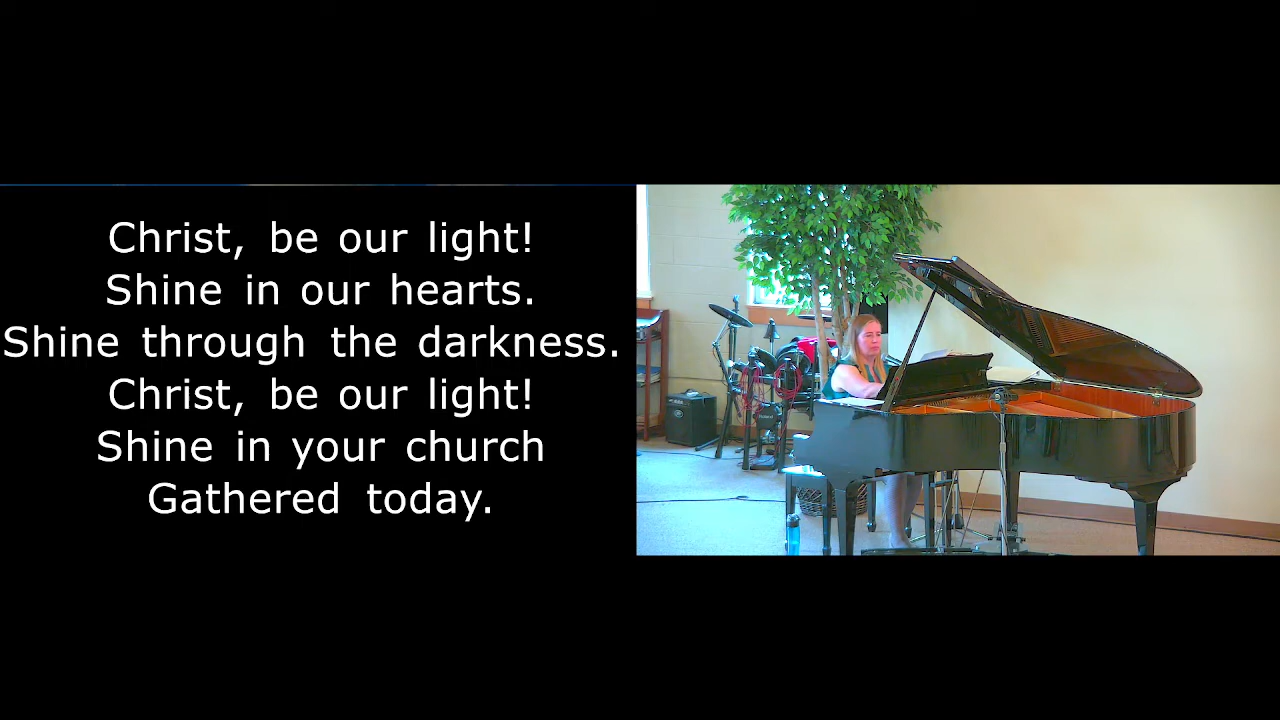 Christ, be our light!
Shine in our hearts.
Shine through the darkness.
Christ, be our light!
Shine in your church
Gathered today.